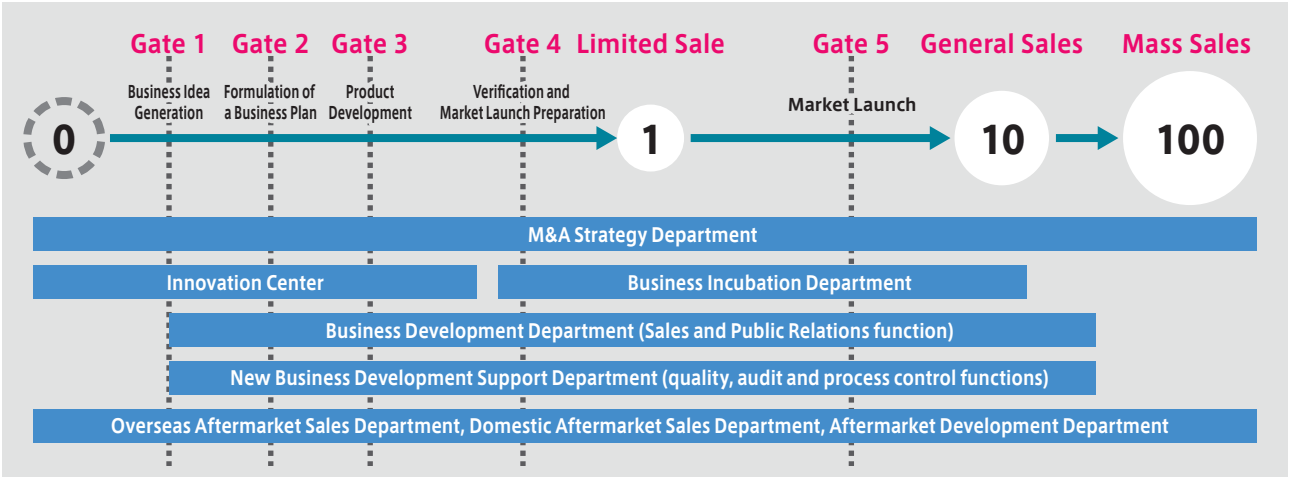 Gate 1 Gate 2 Gate 3 Gate 4 Limited Sale Gate 5 General Sales Mass Sales
Business Idea
Generation
Formulation of
a Business Plan
Product
Development
Verification and
Market Launch Preparation
Market Launch
0 1 10 100
M&A Strategy Department
Innovation Center
Business Incubation Department
Business Development Department (Sales and Public Relations function)
New Business Development Support Department (quality, audit and process control functions)
Overseas Aftermarket Sales Department, Domestic Aftermarket Sales Department, Aftermarket Development Department